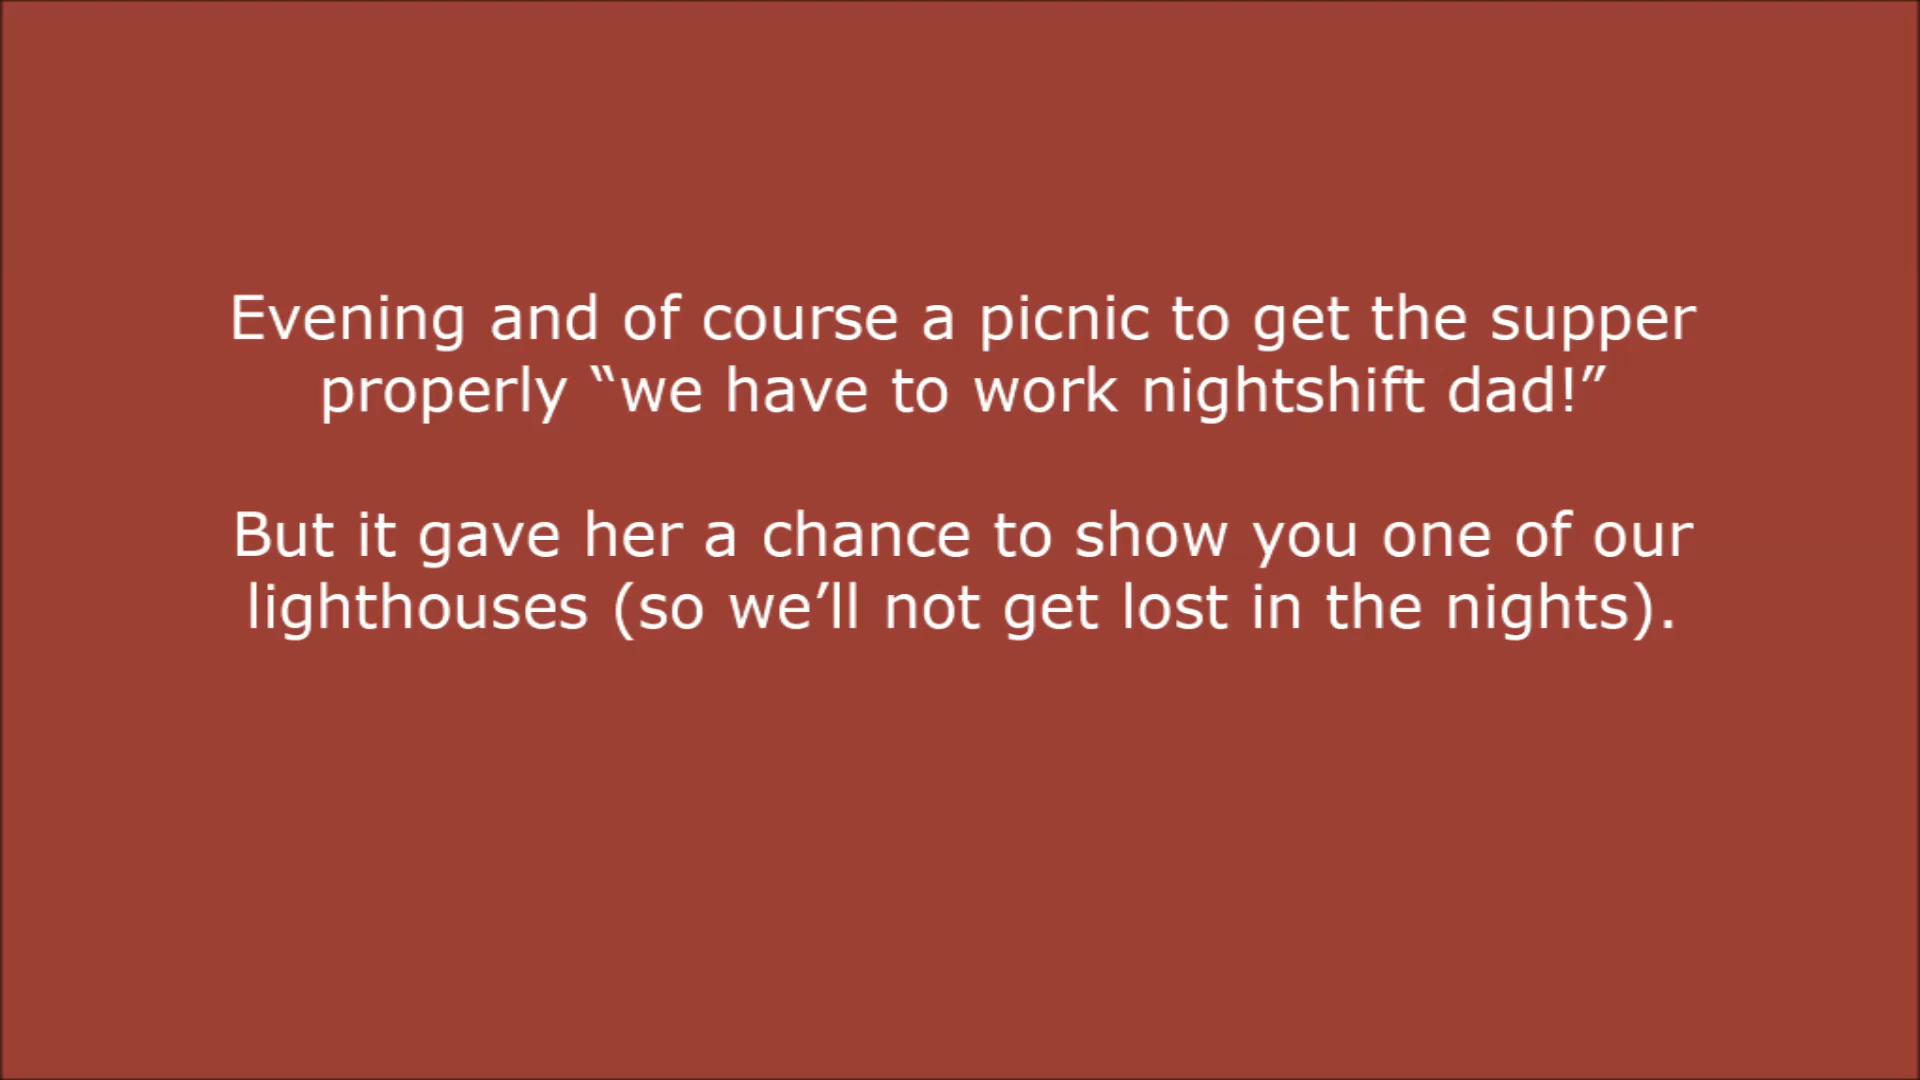 Evening and of course a picnic to get the supper
properly “we have to work nightshift dad!”
But it gave her a chance to show you one of our
lighthouses (so we’ll not get lost in the nights).